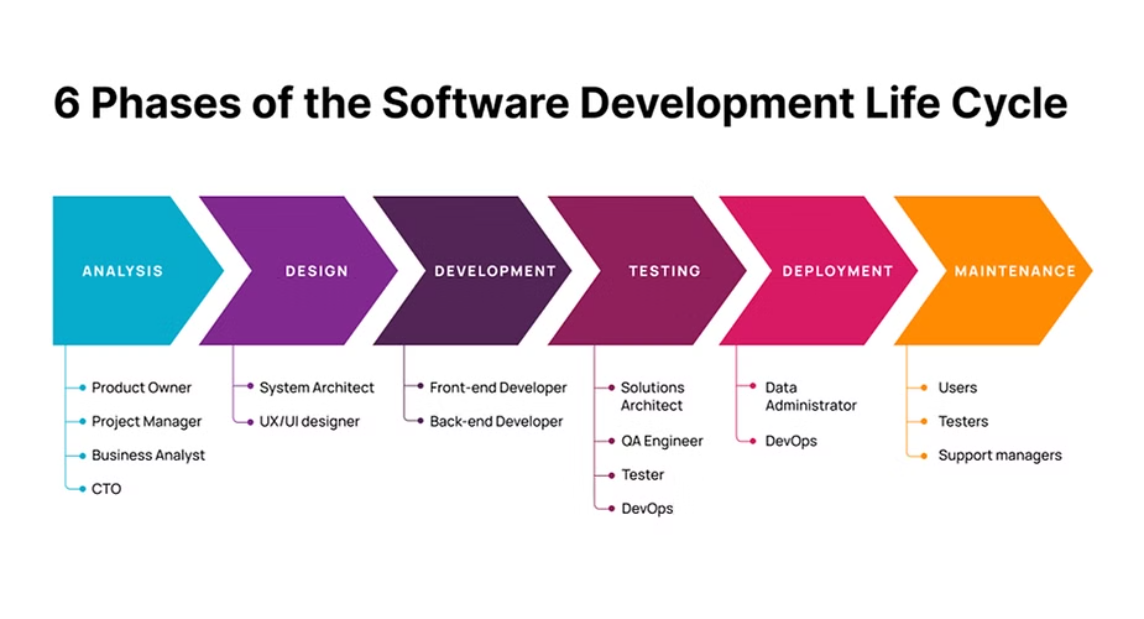 6 Phases of the Software Development Life Cycle
ANALYSIS
DESIGN
DEVELOPMENT
TESTING
DEPLOYMENT
MAINTENANCE
Product Owner
Project Manager
Business Analyst
CTO
System Architect
UX/UI designer
Front-end Developer
Back-end Developer
Solutions
Architect
QA Engineer
Tester
DevOps
Data
Administrator
DevOps
Users
Testers
Support managers